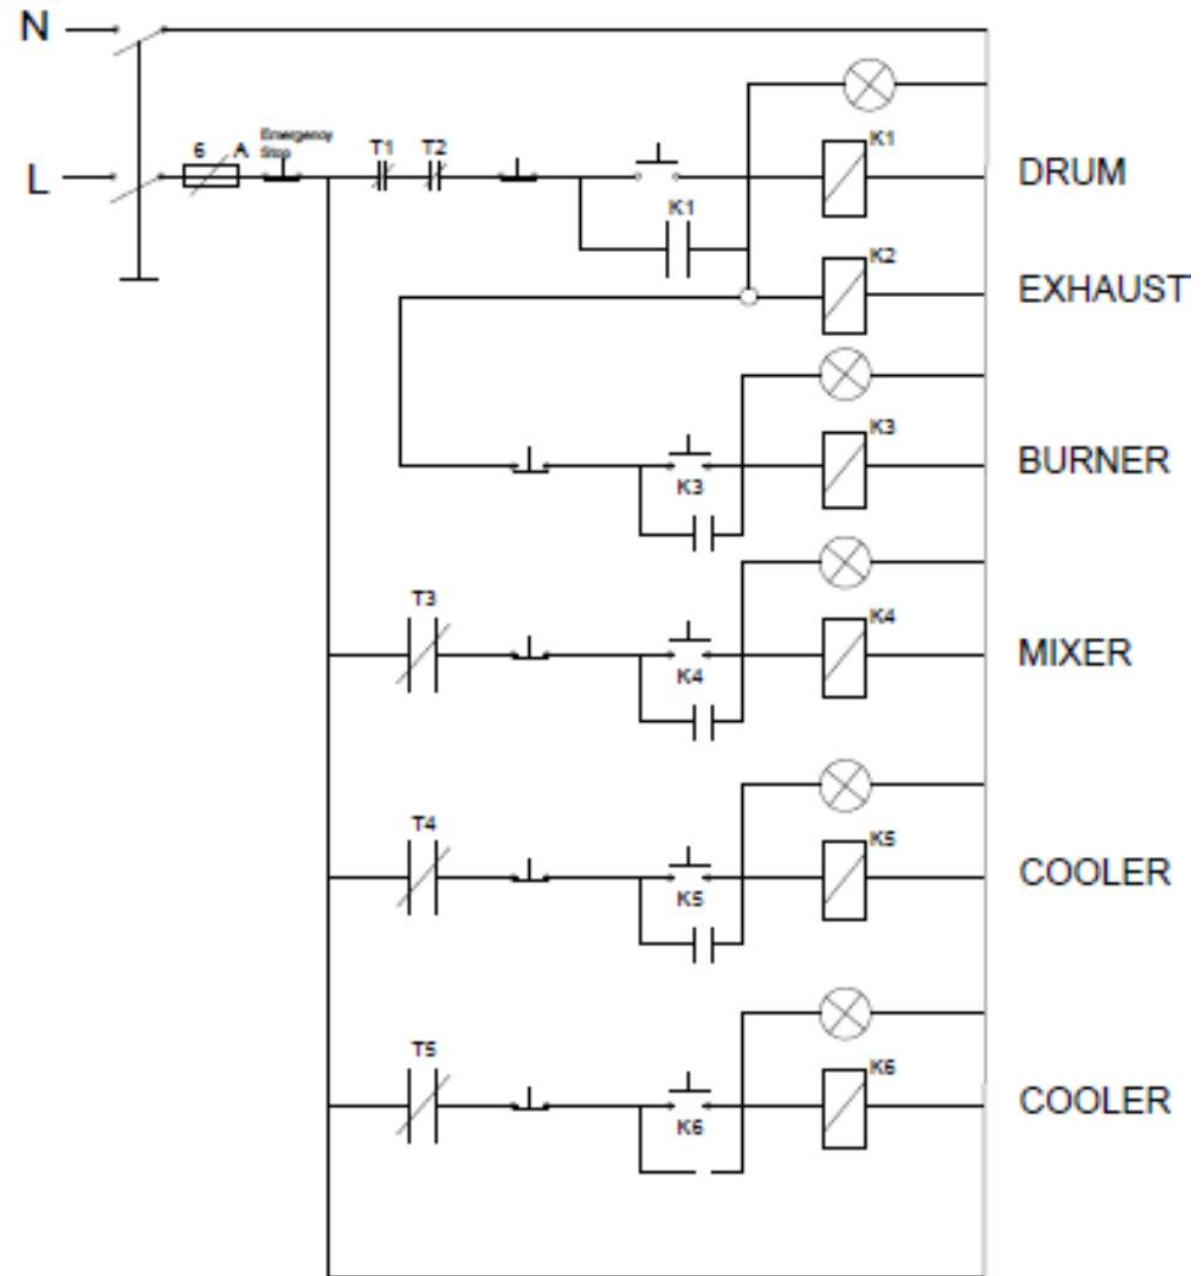 N
Emergency
Stop
6 A
T1
T2
L
K1
K1
DRUM
K2
EXHAUST
K3
K3
BURNER
T3
K4
K4
MIXER
T4
K5
K5
COOLER
T5
K6
K6
COOLER